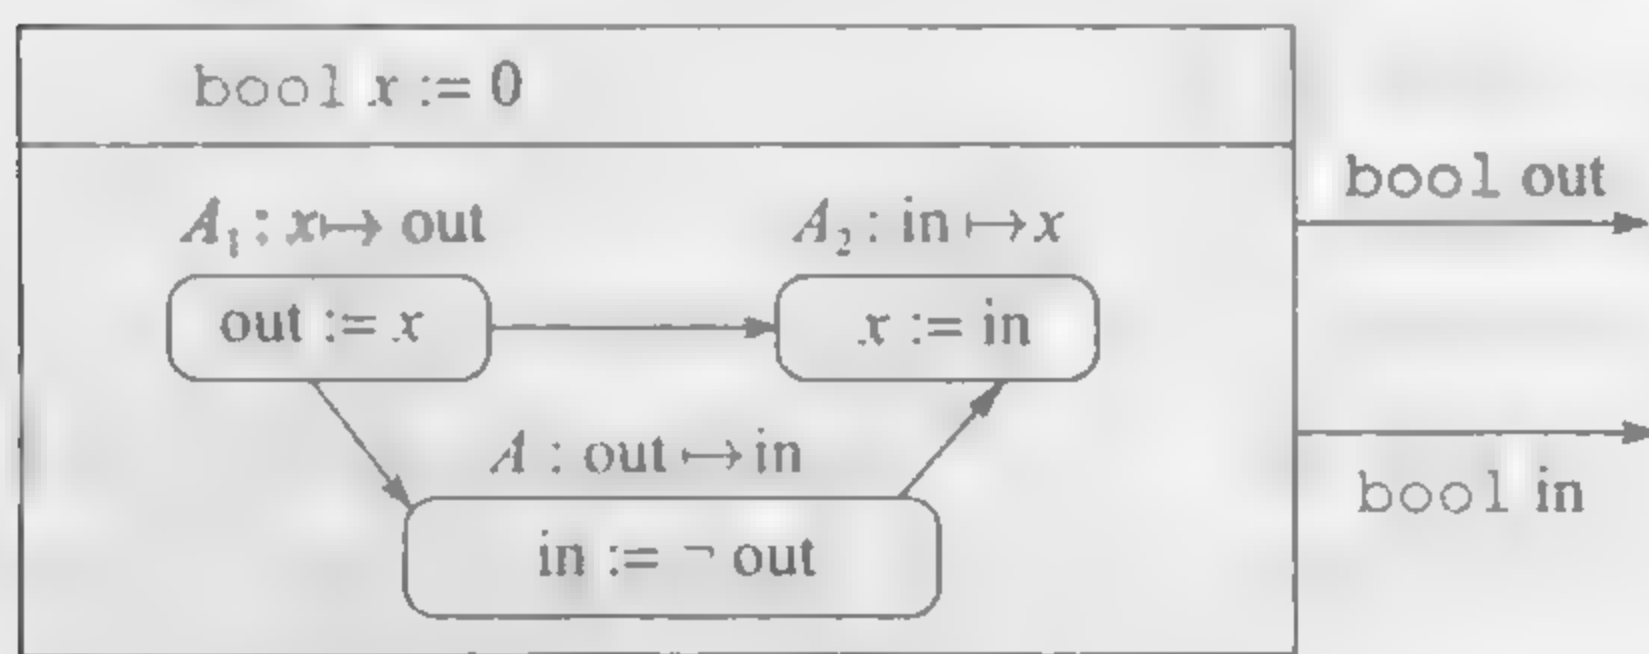 bool x := 0
bool out
A₁ : x ↦ out
A₂ : in ↦ x
out := x
x := in
A : out ↦ in
bool in
in := ¬ out